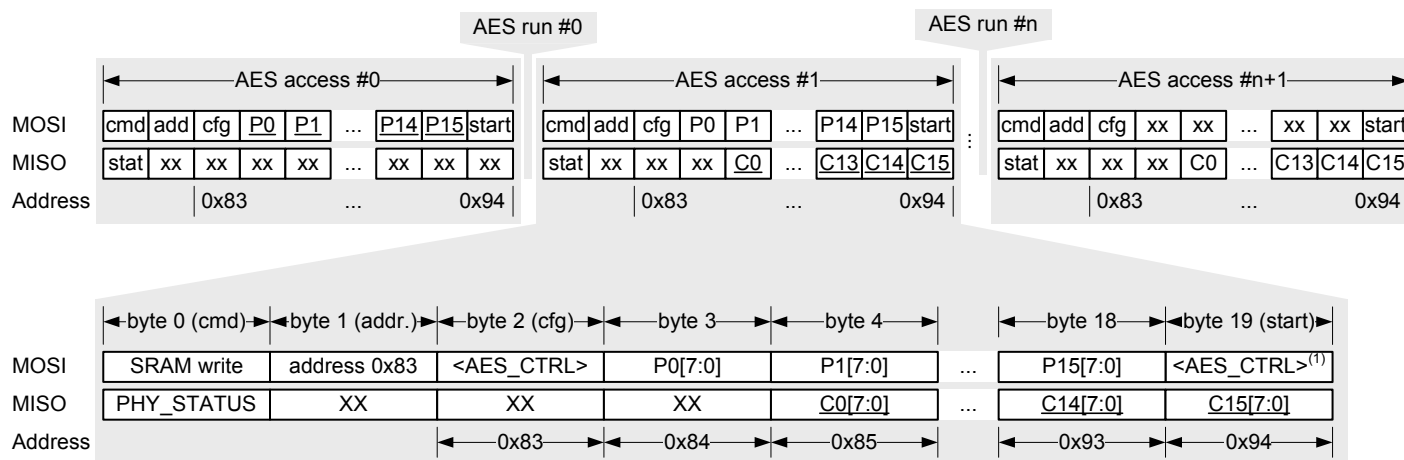 AES run #0 AES run #n
AES access #0 AES access #1 AES access #n+1
MOSI cmd add cfg P0 P1 ... P14 P15 start cmd add cfg P0 P1 ... P14 P15 start ... cmd add cfg xx xx ... xx xx start
MISO stat xx xx xx xx ... xx xx xx stat xx xx xx C0 ... C13 C14 C15 stat xx xx xx C0 ... C13 C14 C15
Address 0x83 ... 0x94 0x83 ... 0x94 0x83 ... 0x94
byte 0 (cmd) byte 1 (addr.) byte 2 (cfg) byte 3 byte 4 byte 18 byte 19 (start)
MOSI SRAM write address 0x83 <AES_CTRL> P0[7:0] P1[7:0] ... P15[7:0] <AES_CTRL>(1)
MISO PHY_STATUS XX XX XX C0[7:0] ... C14[7:0] C15[7:0]
Address 0x83 0x84 0x85 0x93 0x94